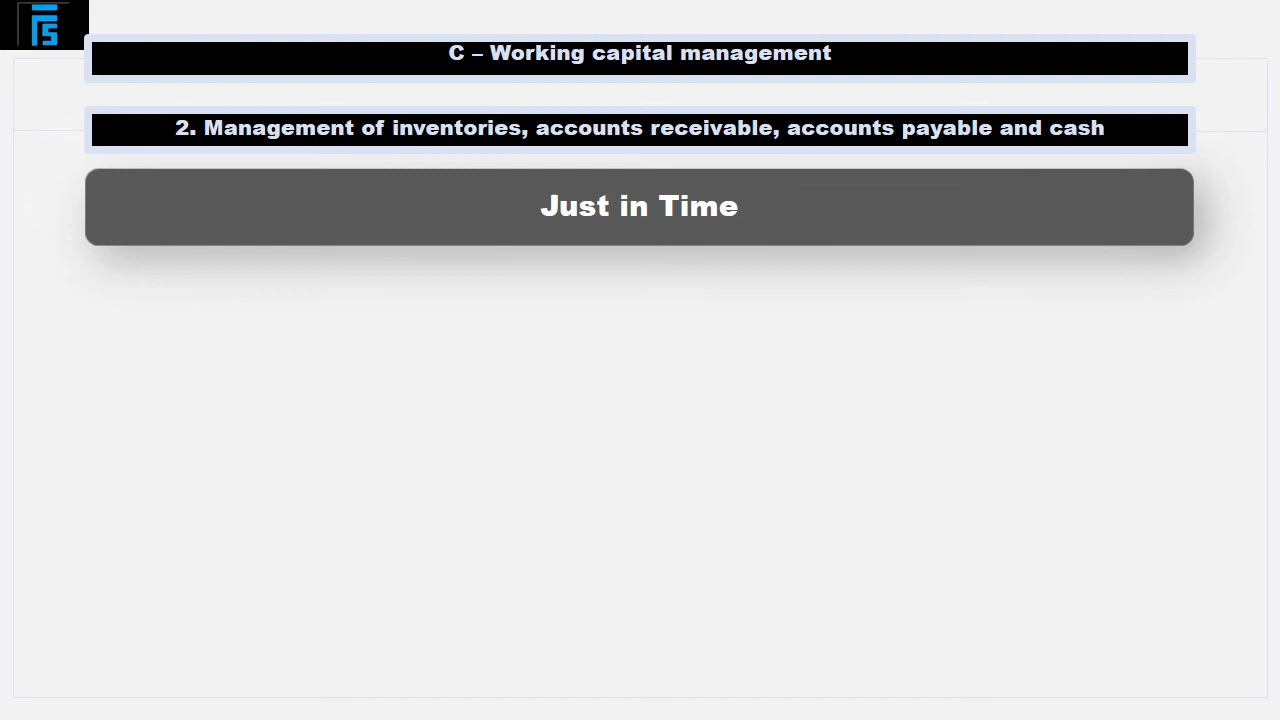 C – Working capital management
2. Management of inventories, accounts receivable, accounts payable and cash
Just in Time